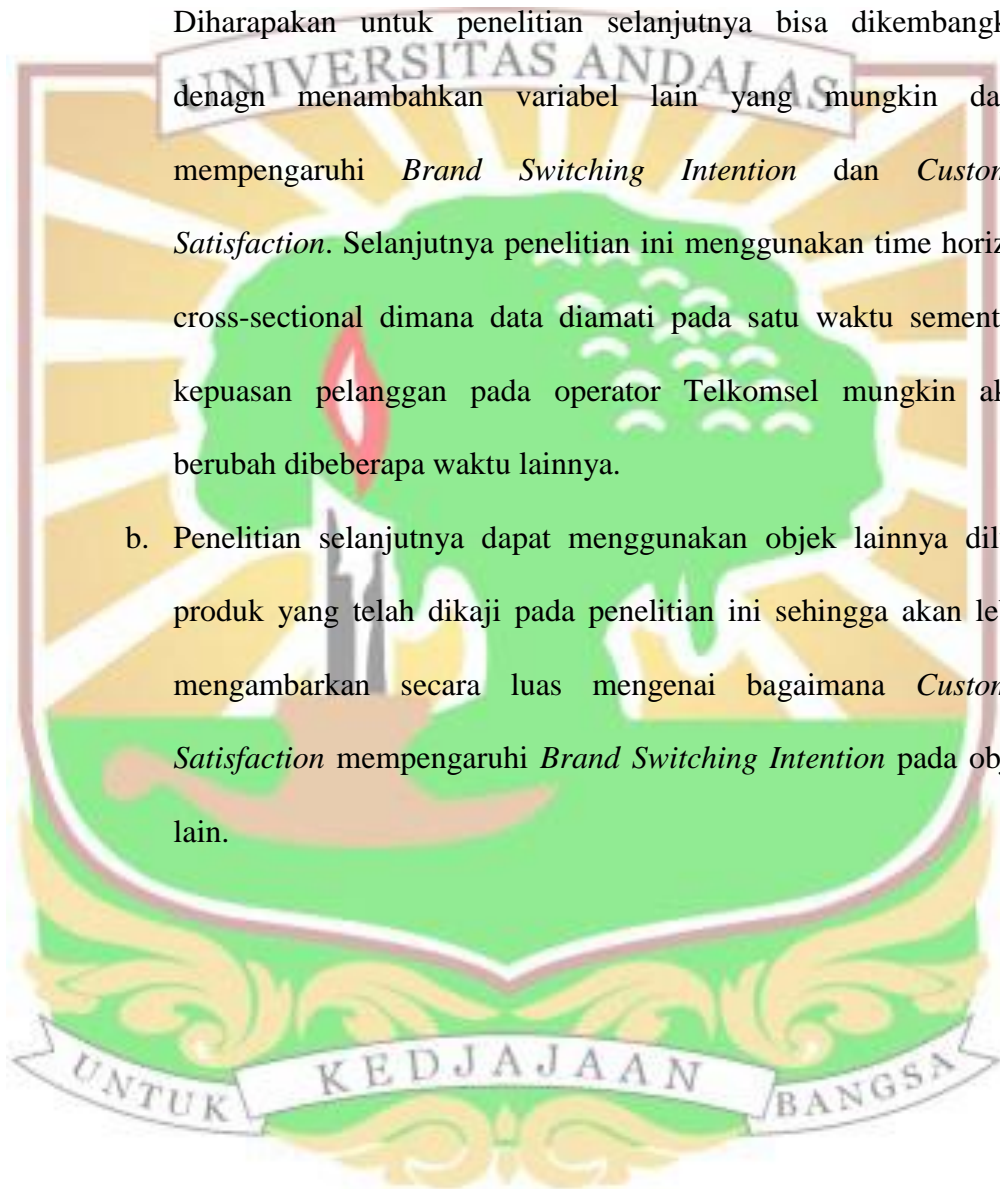 Diharapakan untuk penelitian selanjutnya bisa dikembangk
UNIVERSITAS ANDALAS
denagn menambahkan variabel lain yang mungkin da
mempengaruhi Brand Switching Intention dan Custon
Satisfaction. Selanjutnya penelitian ini menggunakan time horiz
cross-sectional dimana data diamati pada satu waktu sement
kepuasan pelanggan pada operator Telkomsel mungkin ak
berubah dibeberapa waktu lainnya.
b. Penelitian selanjutnya dapat menggunakan objek lainnya dilu
produk yang telah dikaji pada penelitian ini sehingga akan le
mengambarkan secara luas mengenai bagaimana Custon
Satisfaction mempengaruhi Brand Switching Intention pada obj
lain.
UNTUK KEDJAJAAN BANGSA